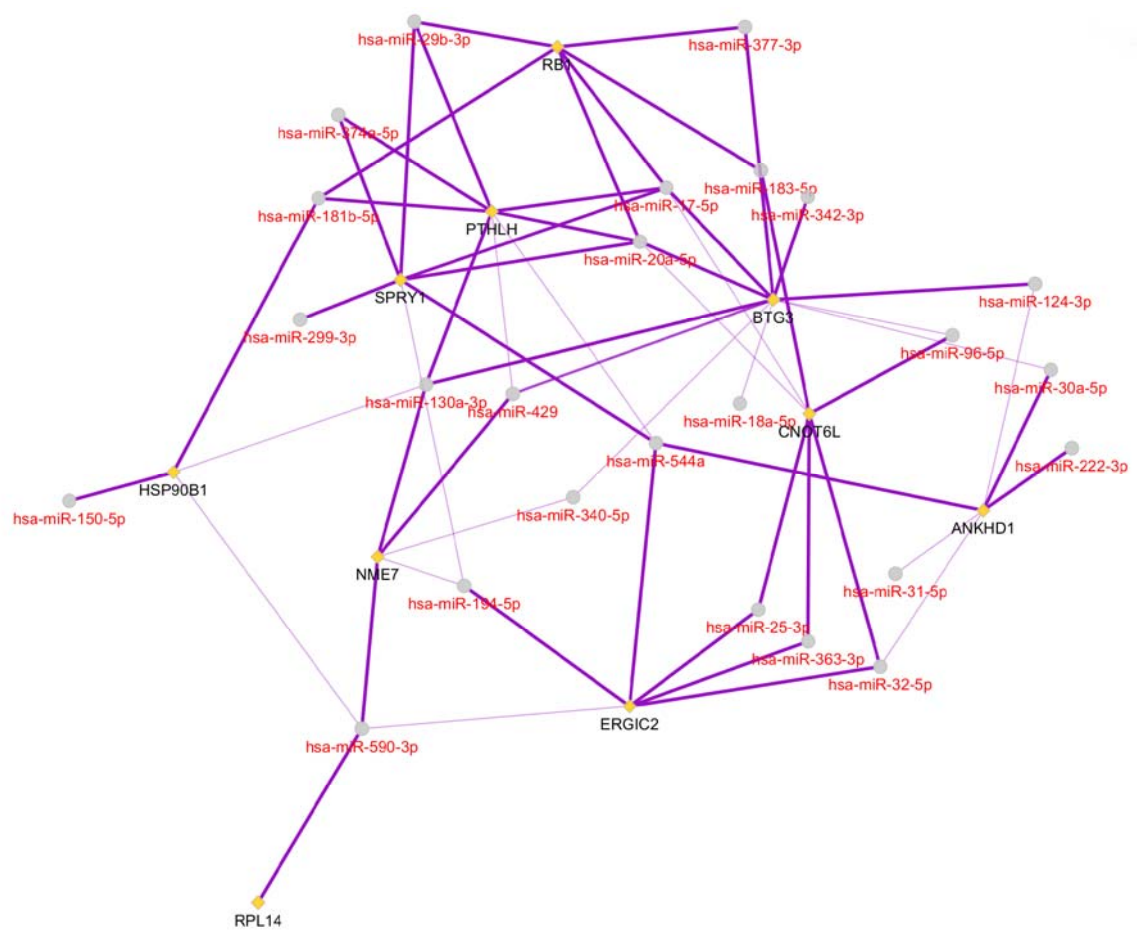 hsa-miR-29b-3p
hsa-miR-377-3p
RB1
hsa-miR-374a-5p
hsa-miR-183-5p
hsa-miR-17-5p
hsa-miR-181b-5p
hsa-miR-342-3p
PTHLH
hsa-miR-20a-5p
SPRY1
hsa-miR-124-3p
BTG3
hsa-miR-299-3p
hsa-miR-96-5p
hsa-miR-30a-5p
hsa-miR-130a-3p
hsa-miR-429
hsa-miR-18a-5p
CNOT6L
hsa-miR-544a
hsa-miR-222-3p
HSP90B1
hsa-miR-150-5p
hsa-miR-340-5p
ANKHD1
NME7
hsa-miR-31-5p
hsa-miR-194-5p
hsa-miR-25-3p
hsa-miR-363-3p
hsa-miR-32-5p
ERGIC2
hsa-miR-590-3p
RPL14